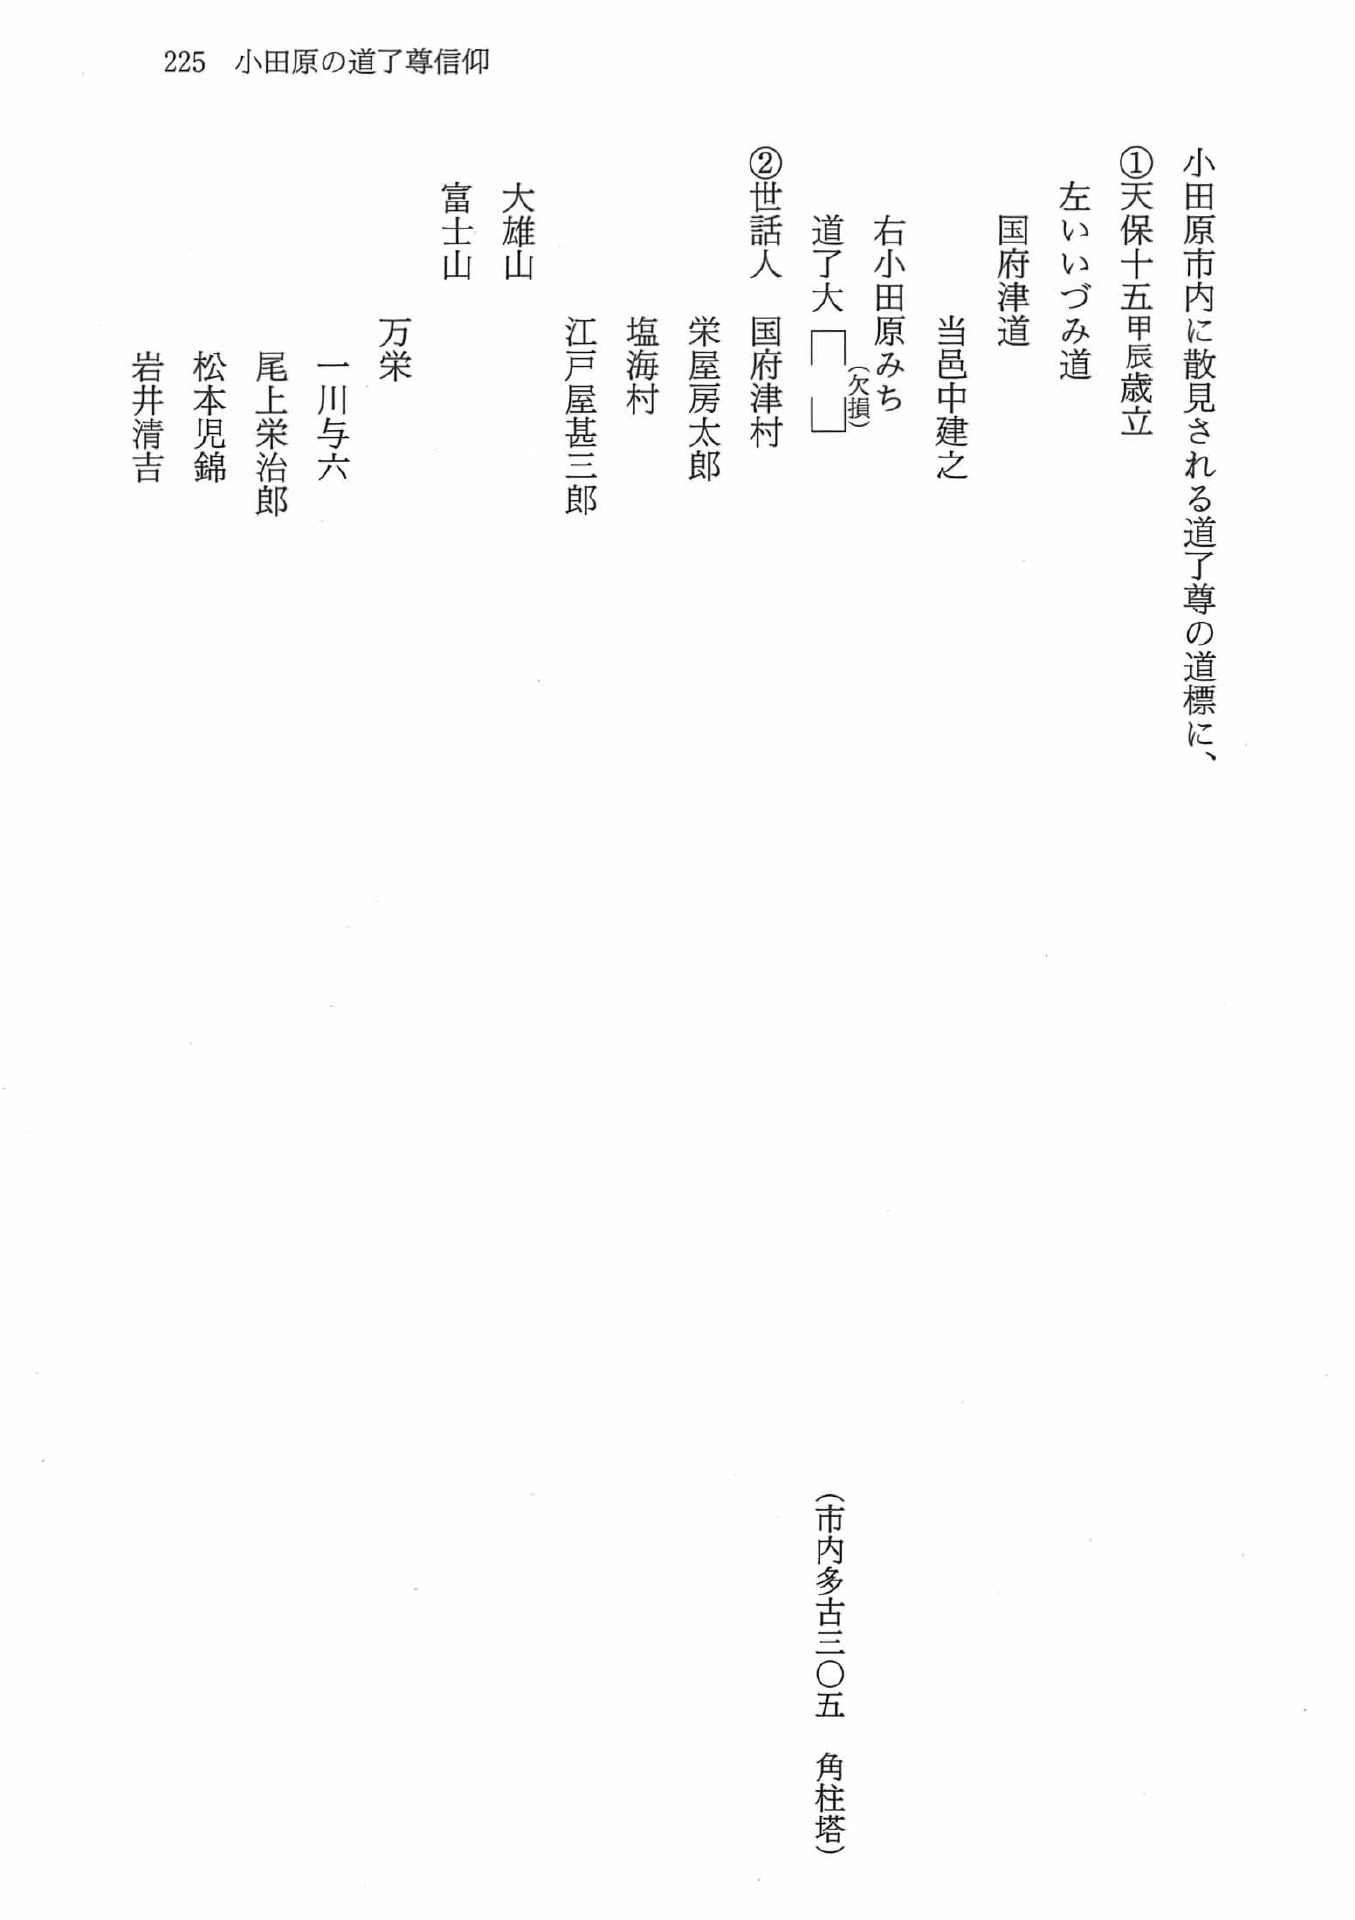 225　小田原の道了尊信仰
小田原市内に散見される道了尊の道標に、
①天保十五甲辰歳立
左いいづみ道
国府津道
当邑中建之
右小田原みち
道了大［　］（欠損）　（市内多古三〇五　角柱塔）
②世話人　国府津村
栄屋房太郎
塩海村
江戸屋甚三郎
大雄山
富士山
万栄
一川与六
尾上栄治郎
松本児錦
岩井清吉